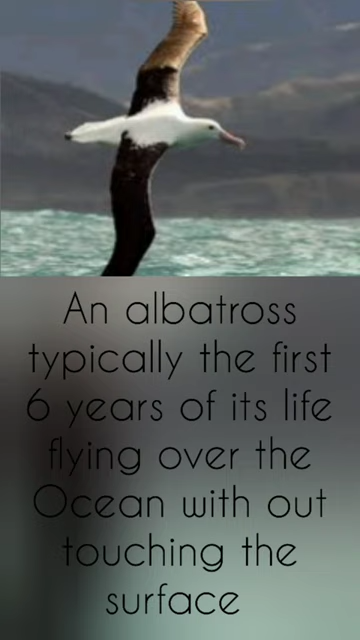 An albatross
typically the first
6 years of its life
flying over the
Ocean with out
touching the
surface